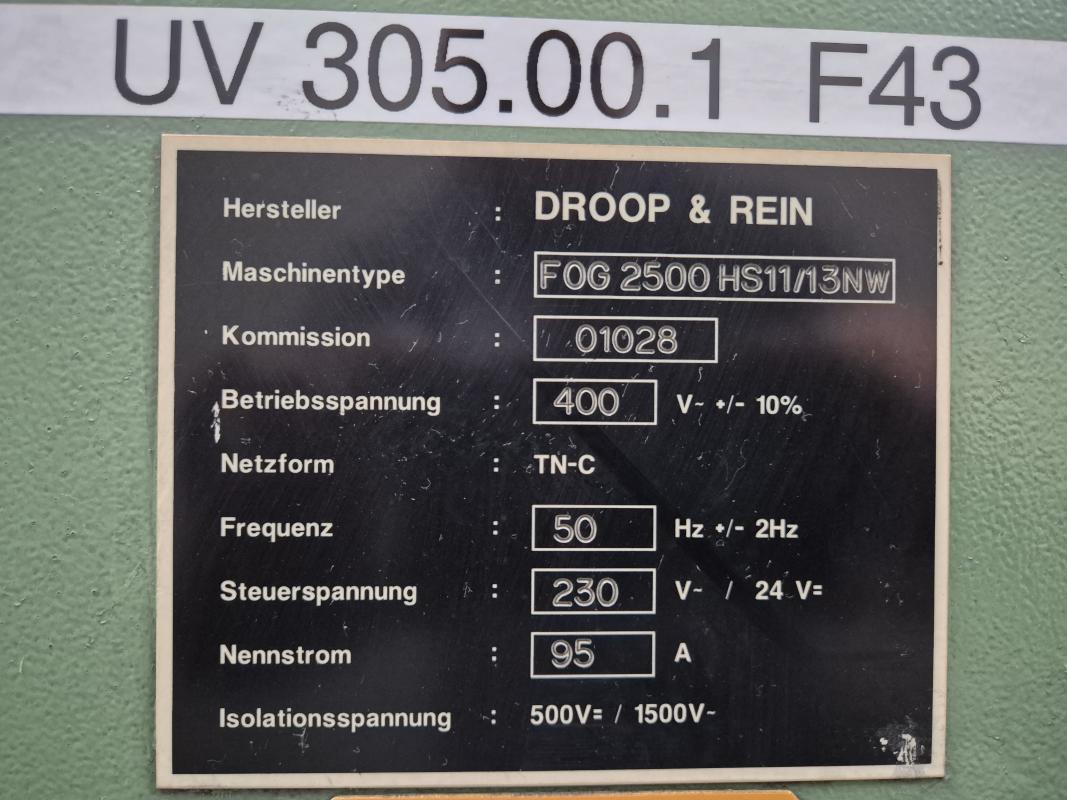 UV 305.00.1 F43
Hersteller : DROOP & REIN
Maschinentype : FOG 2500 HS11/13NW
Kommission : 01028
Betriebsspannung : 400 V~ +/- 10%
Netzform : TN-C
Frequenz : 50 Hz +/- 2Hz
Steuerspannung : 230 V~ / 24 V=
Nennstrom : 95 A
Isolationsspannung : 500V= / 1500V~